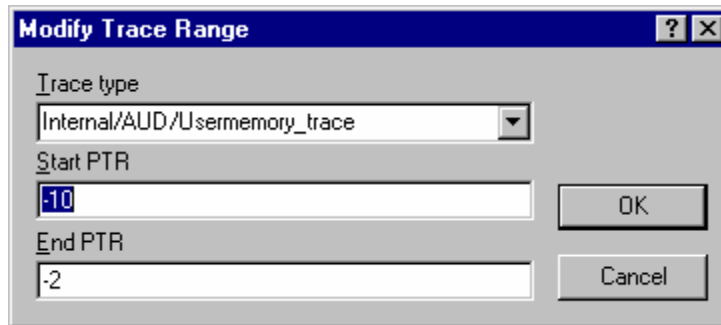 Modify Trace Range
Trace type
Internal/AUD/Usermemory_trace
Start PTR
-10
OK
End PTR
-2
Cancel